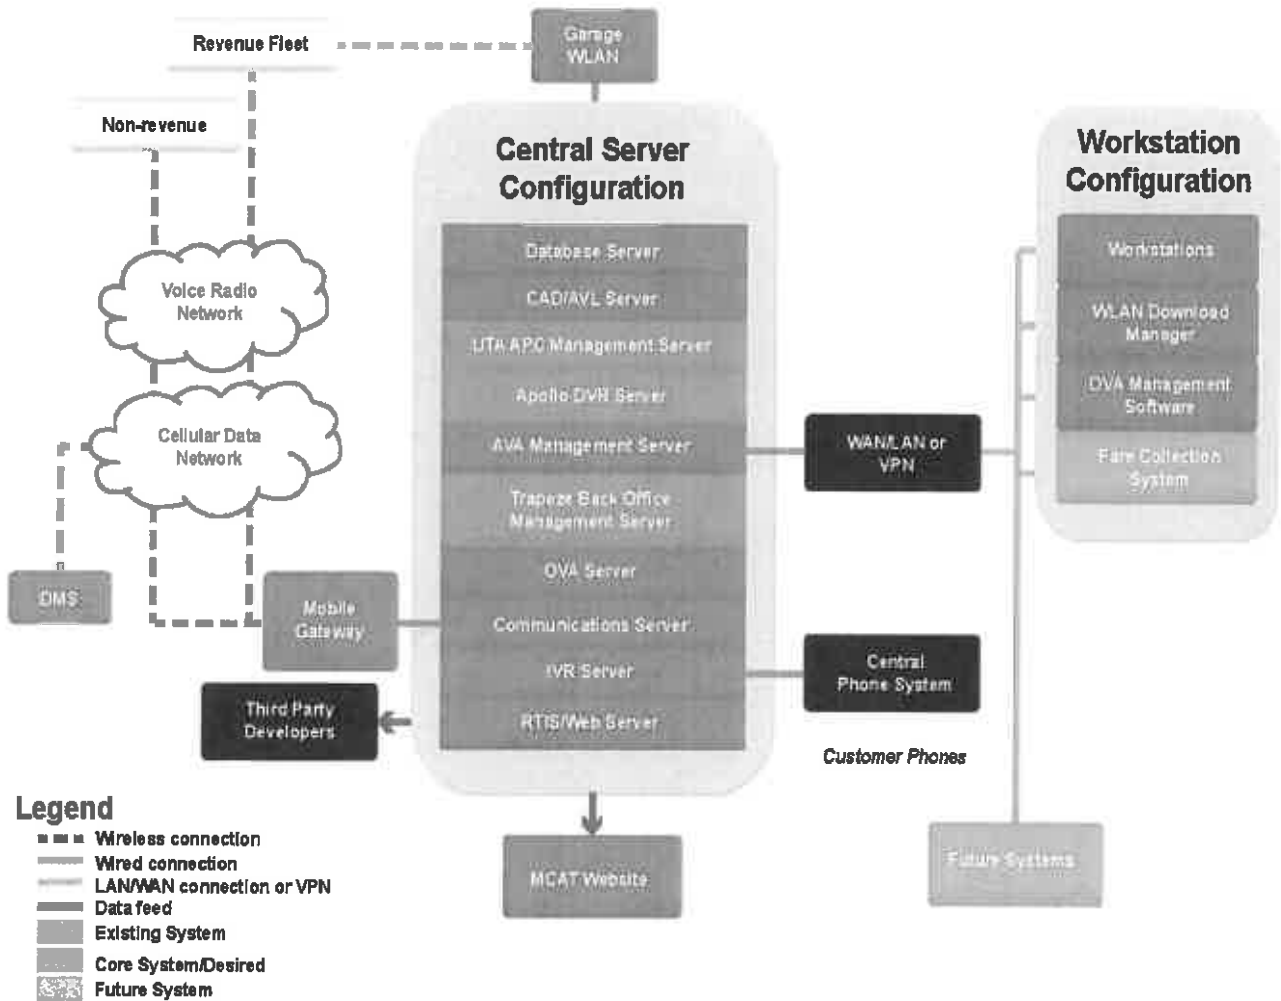 Revenue Fleet
Garage
WLAN
Non-revenue
Central Server
Configuration
Workstation
Configuration
Database Server
CAD/AVL Server
UTA APC Management Server
Apollo DVR Server
AVA Management Server
Trapeze Back Office
Management Server
OVA Server
Communications Server
IVR Server
RTIS/Web Server
Workstations
WLAN Download
Manager
OVA Management
Software
Fare Collection
System
Voice Radio
Network
Cellular Data
Network
WAN/LAN or
VPN
DMS
Mobile
Gateway
Central
Phone System
Third Party
Developers
Customer Phones
MCAT Website
Future Systems
Legend
Wireless connection
Wired connection
LAN/WAN connection or VPN
Data feed
Existing System
Core System/Desired
Future System